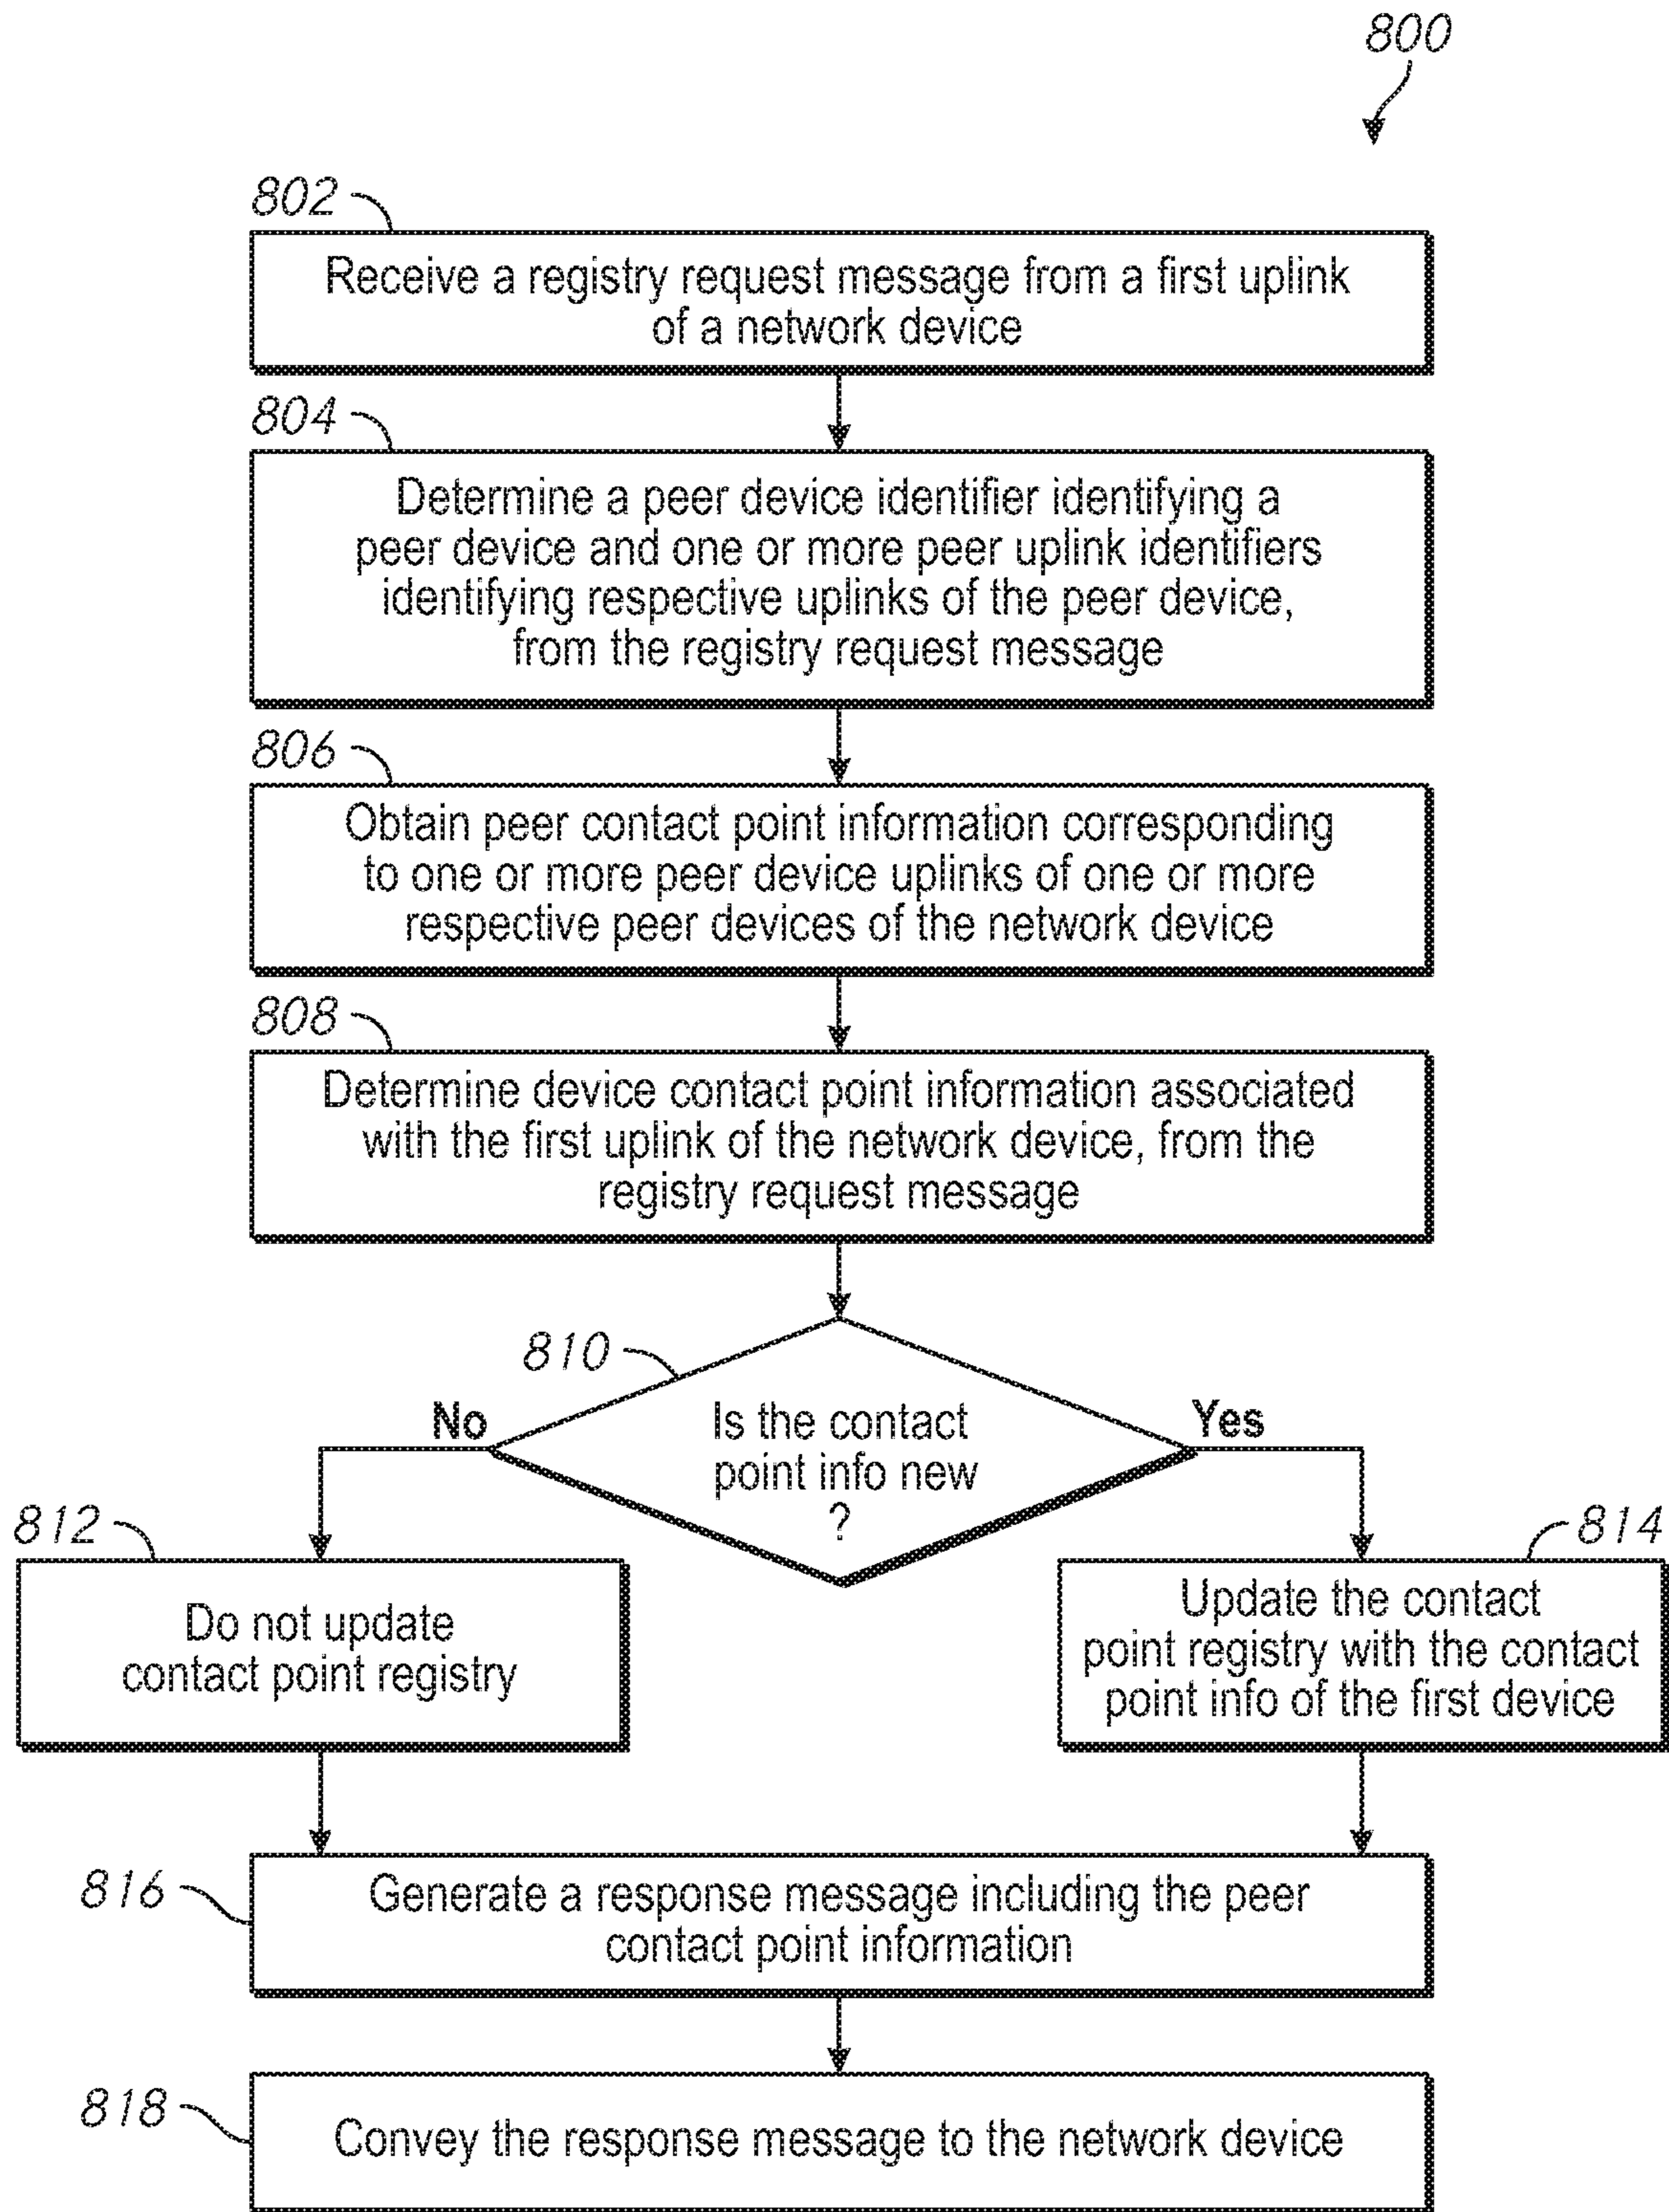 800
802
Receive a registry request message from a first uplink
of a network device
804
Determine a peer device identifier identifying a
peer device and one or more peer uplink identifiers
identifying respective uplinks of the peer device,
from the registry request message
806
Obtain peer contact point information corresponding
to one or more peer device uplinks of one or more
respective peer devices of the network device
808
Determine device contact point information associated
with the first uplink of the network device, from the
registry request message
810
No
Is the contact
point info new
?
Yes
812
Do not update
contact point registry
814
Update the contact
point registry with the contact
point info of the first device
816
Generate a response message including the peer
contact point information
818
Convey the response message to the network device